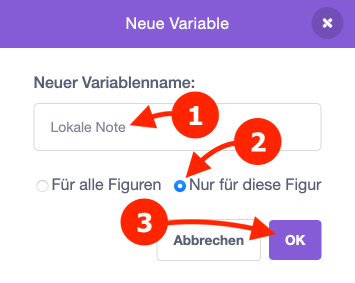 Neue Variable
Neuer Variablenname:
Lokale Note
1
2
Für alle Figuren Nur für diese Figur
3
Abbrechen OK